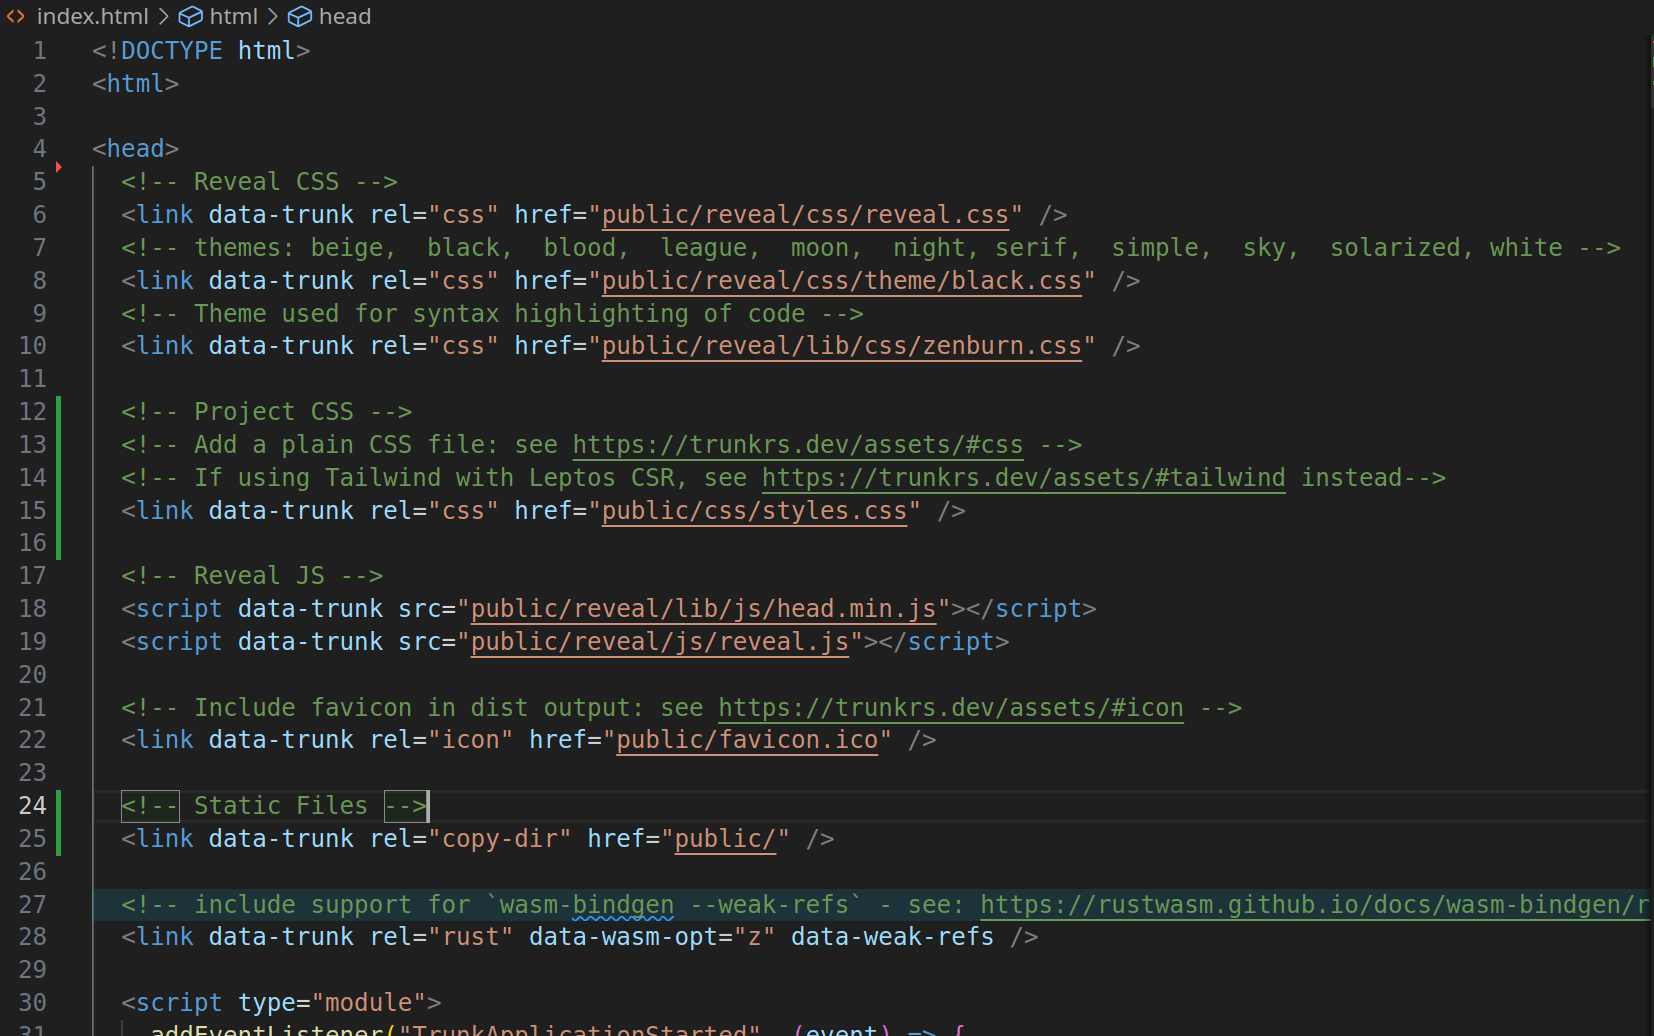 index.html > html > head
1 <!DOCTYPE html>
2 <html>
3
4 <head>
5 <!-- Reveal CSS -->
6 <link data-trunk rel="css" href="public/reveal/css/reveal.css" />
7 <!-- themes: beige,  black,  blood,  league,  moon,  night, serif,  simple,  sky,  solarized, white -->
8 <link data-trunk rel="css" href="public/reveal/css/theme/black.css" />
9 <!-- Theme used for syntax highlighting of code -->
10 <link data-trunk rel="css" href="public/reveal/lib/css/zenburn.css" />
11
12 <!-- Project CSS -->
13 <!-- Add a plain CSS file: see https://trunkrs.dev/assets/#css -->
14 <!-- If using Tailwind with Leptos CSR, see https://trunkrs.dev/assets/#tailwind instead-->
15 <link data-trunk rel="css" href="public/css/styles.css" />
16
17 <!-- Reveal JS -->
18 <script data-trunk src="public/reveal/lib/js/head.min.js"></script>
19 <script data-trunk src="public/reveal/js/reveal.js"></script>
20
21 <!-- Include favicon in dist output: see https://trunkrs.dev/assets/#icon -->
22 <link data-trunk rel="icon" href="public/favicon.ico" />
23
24 <!-- Static Files -->
25 <link data-trunk rel="copy-dir" href="public/" />
26
27 <!-- include support for `wasm-bindgen --weak-refs` - see: https://rustwasm.github.io/docs/wasm-bindgen/r
28 <link data-trunk rel="rust" data-wasm-opt="z" data-weak-refs />
29
30 <script type="module">
31 addEventListener("TrunkApplicationStarted", (event) => {